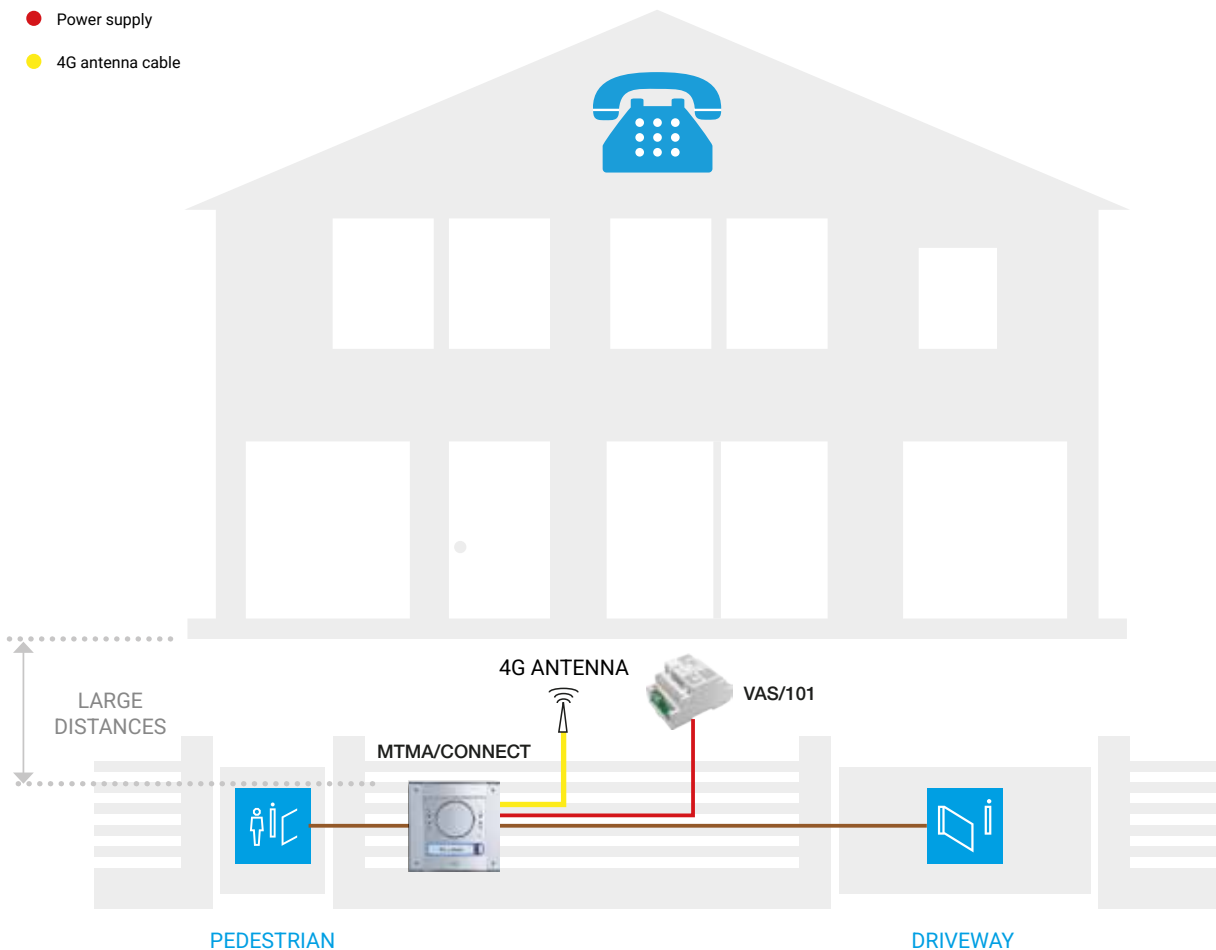 Power supply
4G antenna cable
4G ANTENNA
VAS/101
LARGE
DISTANCES
MTMA/CONNECT
PEDESTRIAN
DRIVEWAY